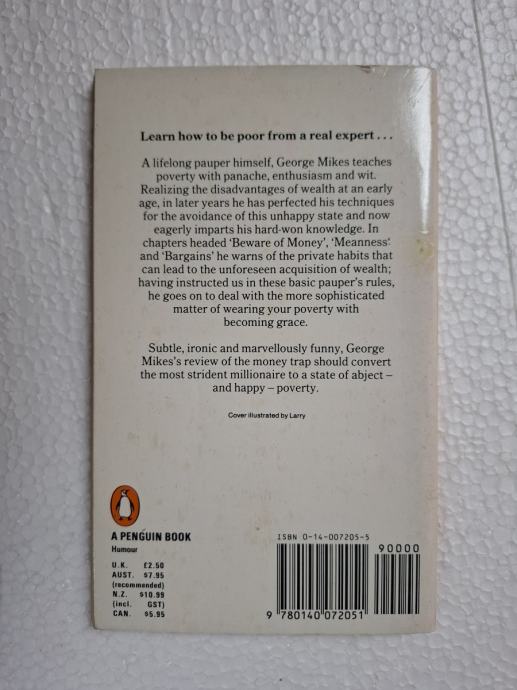 Learn how to be poor from a real expert . . .
A lifelong pauper himself, George Mikes teaches
poverty with panache, enthusiasm and wit.
Realizing the disadvantages of wealth at an early
age, in later years he has perfected his techniques
for the avoidance of this unhappy state and now
eagerly imparts his hard-won knowledge. In
chapters headed ‘Beware of Money’, ‘Meanness’
and ‘Bargains’ he warns of the private habits that
can lead to the unforeseen acquisition of wealth;
having instructed us in these basic pauper’s rules,
he goes on to deal with the more sophisticated
matter of wearing your poverty with
becoming grace.
Subtle, ironic and marvellously funny, George
Mikes’s review of the money trap should convert
the most strident millionaire to a state of abject –
and happy – poverty.
Cover illustrated by Larry
A PENGUIN BOOK
Humour
U.K. £2.50
AUST. $7.95
(recommended)
N.Z. $10.99
(incl. GST)
CAN. $5.95
ISBN 0-14-007205-5
90000
9 780140 072051